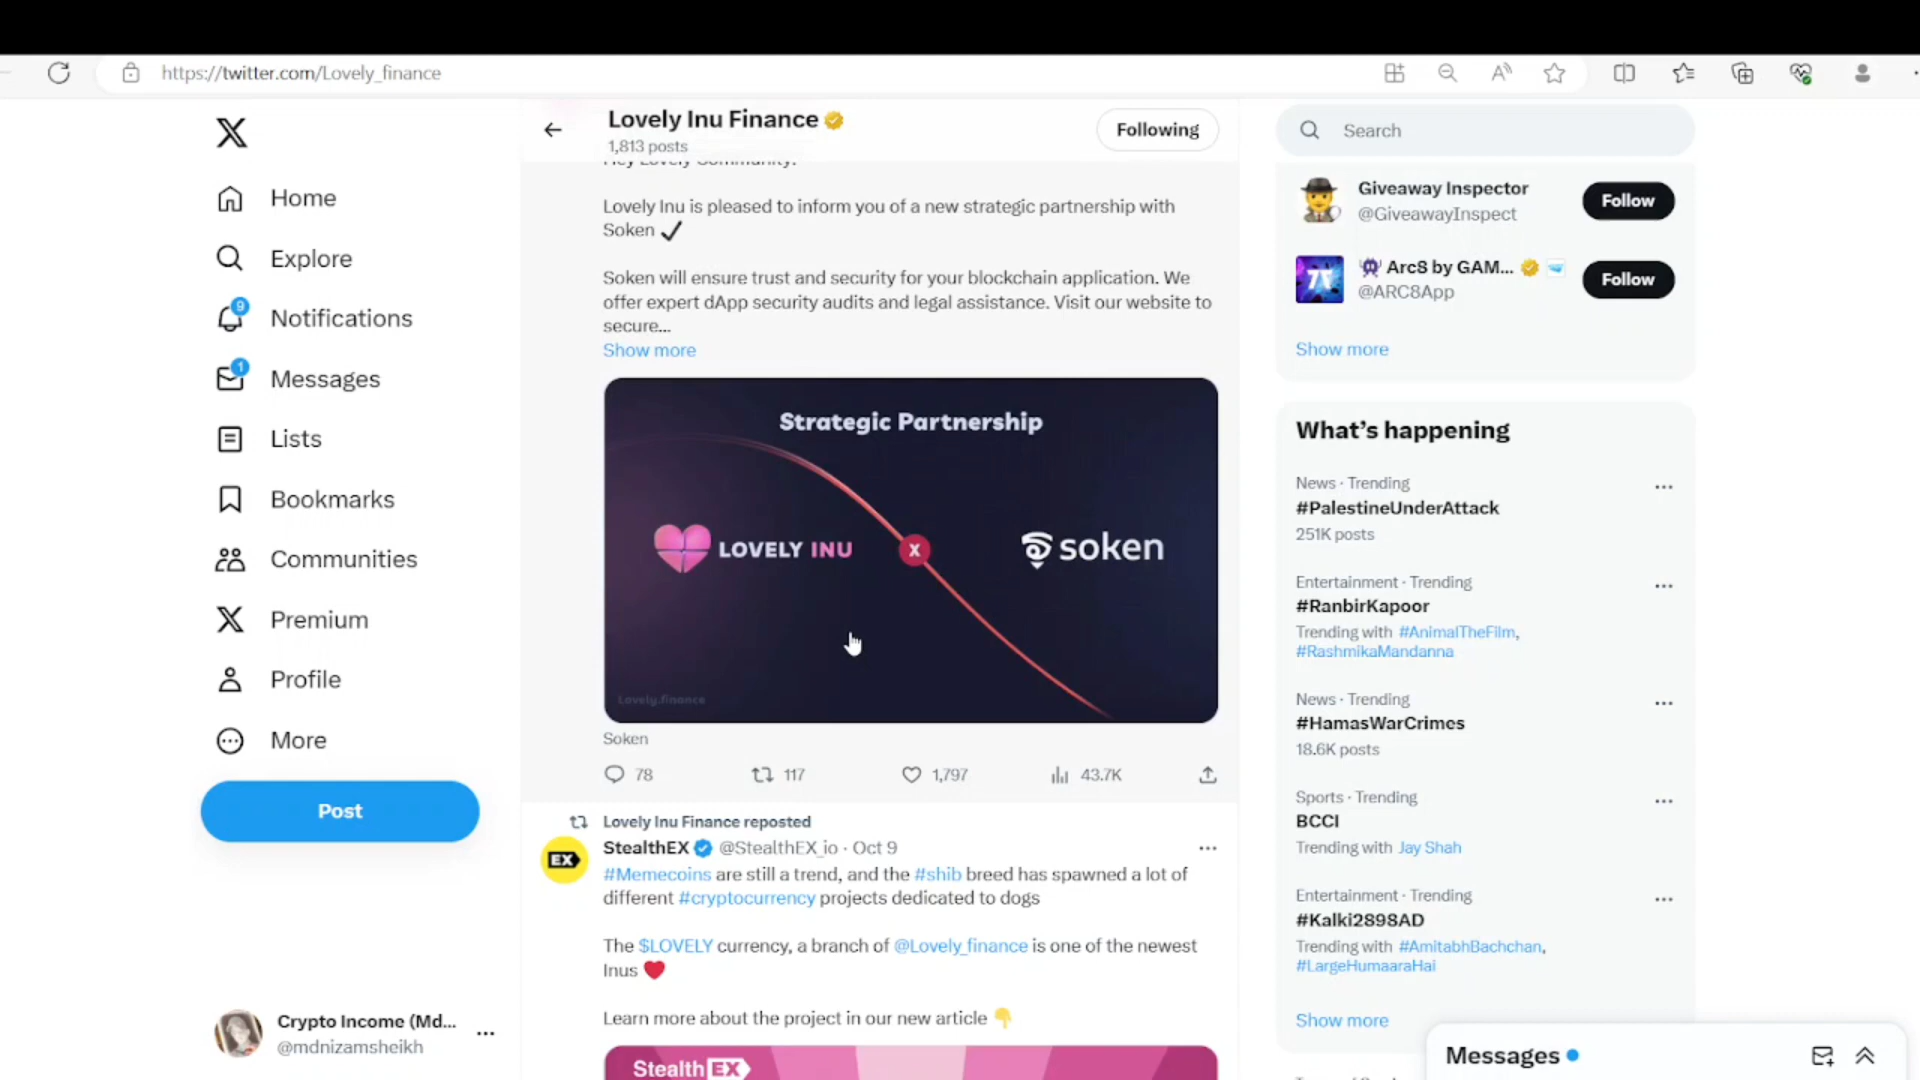 https://twitter.com/Lovely_finance
Lovely Inu Finance
1,813 posts
Following
Search
Home
Explore
9
Notifications
1
Messages
Lists
Bookmarks
Communities
Premium
Profile
More
Post
Crypto Income (Md...
@mdnizamsheikh
Hey Lovely Community!
Lovely Inu is pleased to inform you of a new strategic partnership with
Soken
Soken will ensure trust and security for your blockchain application. We
offer expert dApp security audits and legal assistance. Visit our website to
secure...
Show more
Strategic Partnership
LOVELY INU
X
soken
Lovely.finance
Soken
78
117
1,797
43.7K
Lovely Inu Finance reposted
EX
StealthEX @StealthEX_io · Oct 9
#Memecoins are still a trend, and the #shib breed has spawned a lot of
different #cryptocurrency projects dedicated to dogs
The $LOVELY currency, a branch of @Lovely_finance is one of the newest
Inus
Learn more about the project in our new article
StealthEX
Giveaway Inspector
@GiveawayInspect
Follow
Arc8 by GAM...
@ARC8App
Follow
Show more
What's happening
News · Trending
#PalestineUnderAttack
251K posts
Entertainment · Trending
#RanbirKapoor
Trending with #AnimalTheFilm,
#RashmikaMandanna
News · Trending
#HamasWarCrimes
18.6K posts
Sports · Trending
BCCI
Trending with Jay Shah
Entertainment · Trending
#Kalki2898AD
Trending with #AmitabhBachchan,
#LargeHumaaraHai
Show more
Messages